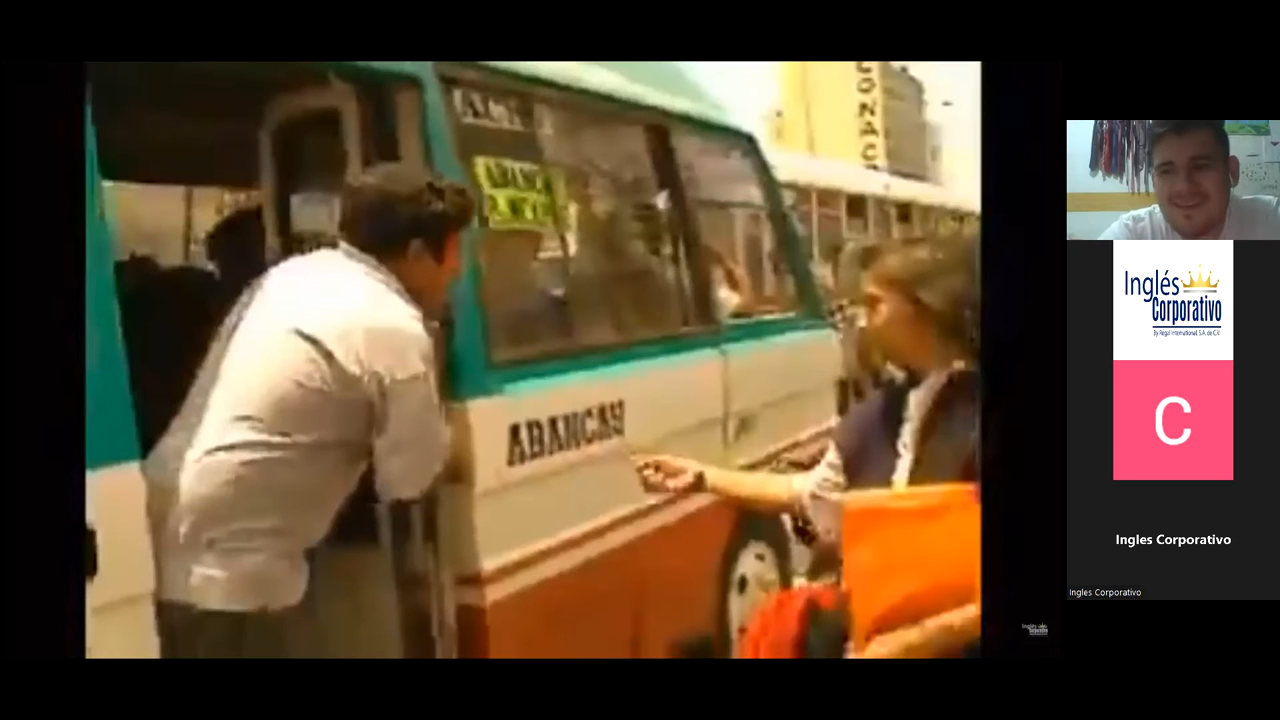 CONAC
ABANCAY
Inglés
Corporativo
By Regal International, S.A. de C.V.
C
Ingles Corporativo
Ingles Corporativo